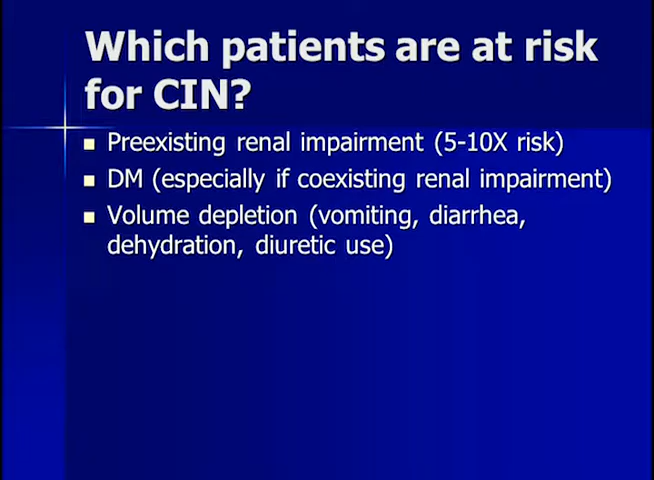 Which patients are at risk
for CIN?
Preexisting renal impairment (5-10X risk)
DM (especially if coexisting renal impairment)
Volume depletion (vomiting, diarrhea,
dehydration, diuretic use)